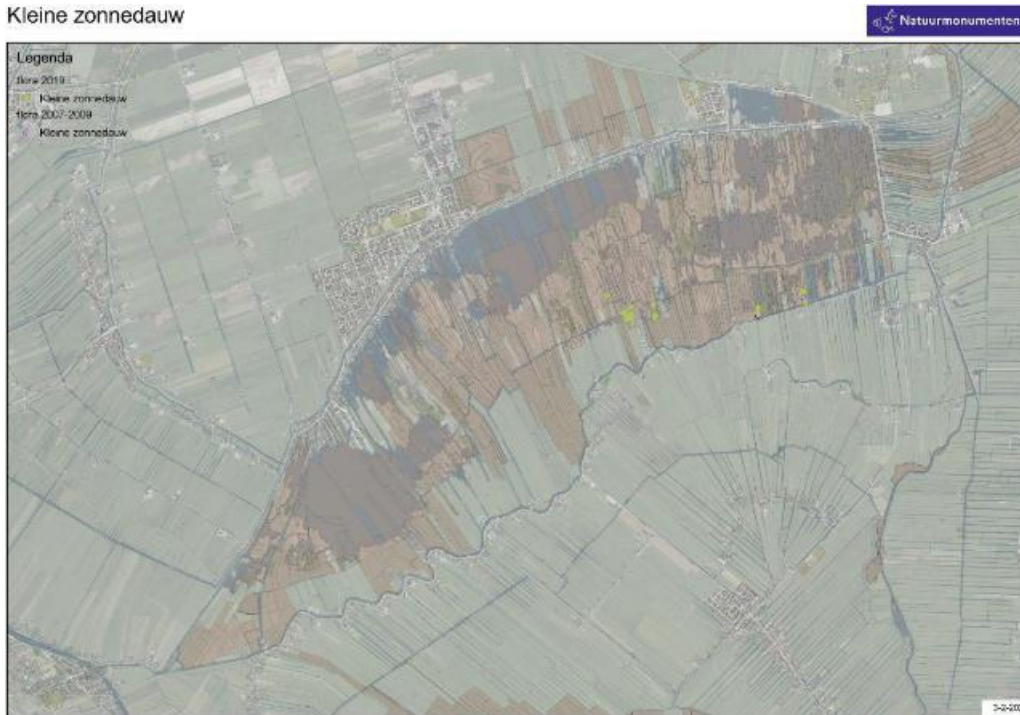 Kleine zonnedauw
Natuurmonumenten
Legenda
flora 2019
Kleine zonnedauw
flora 2007-2009
Kleine zonnedauw